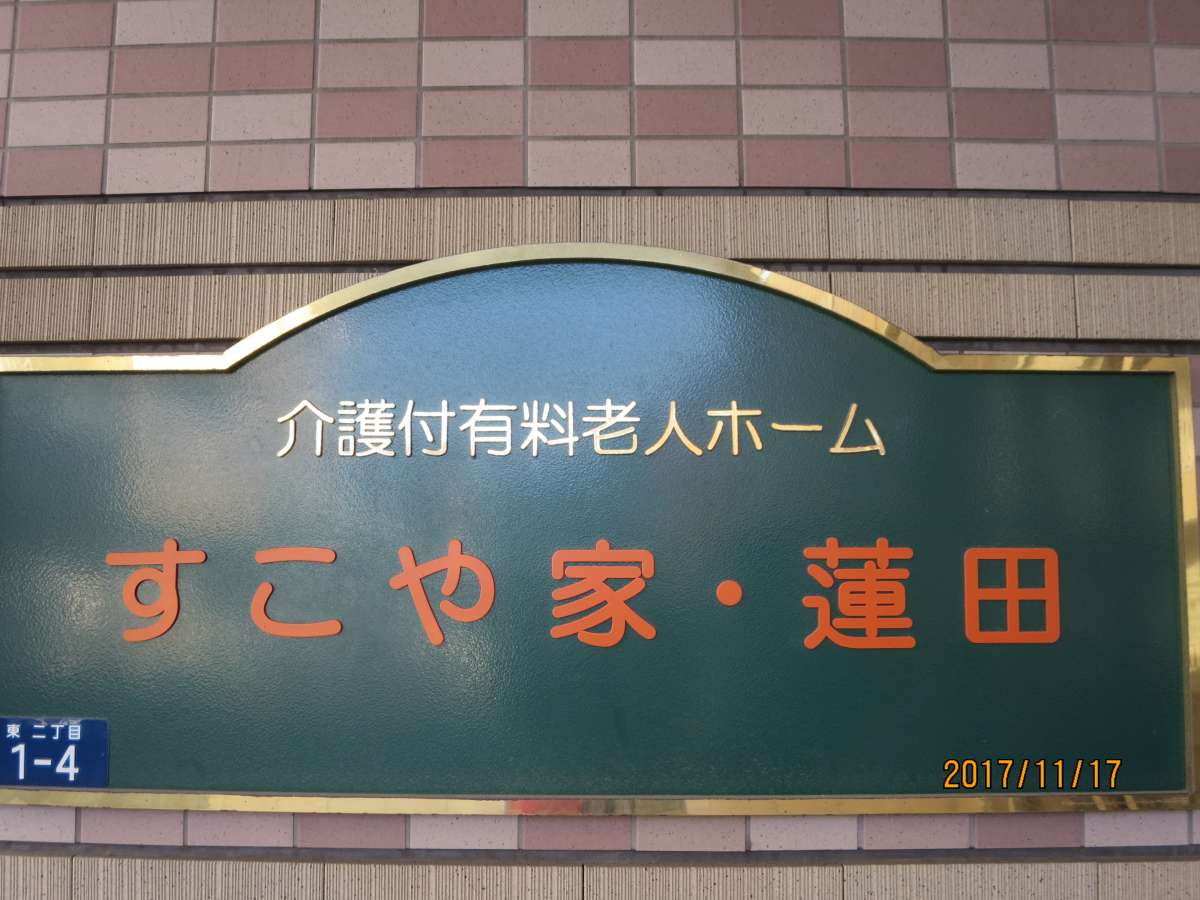 介護付有料老人ホーム
すこや家・蓮田
東 二丁目
1-4
2017/11/17